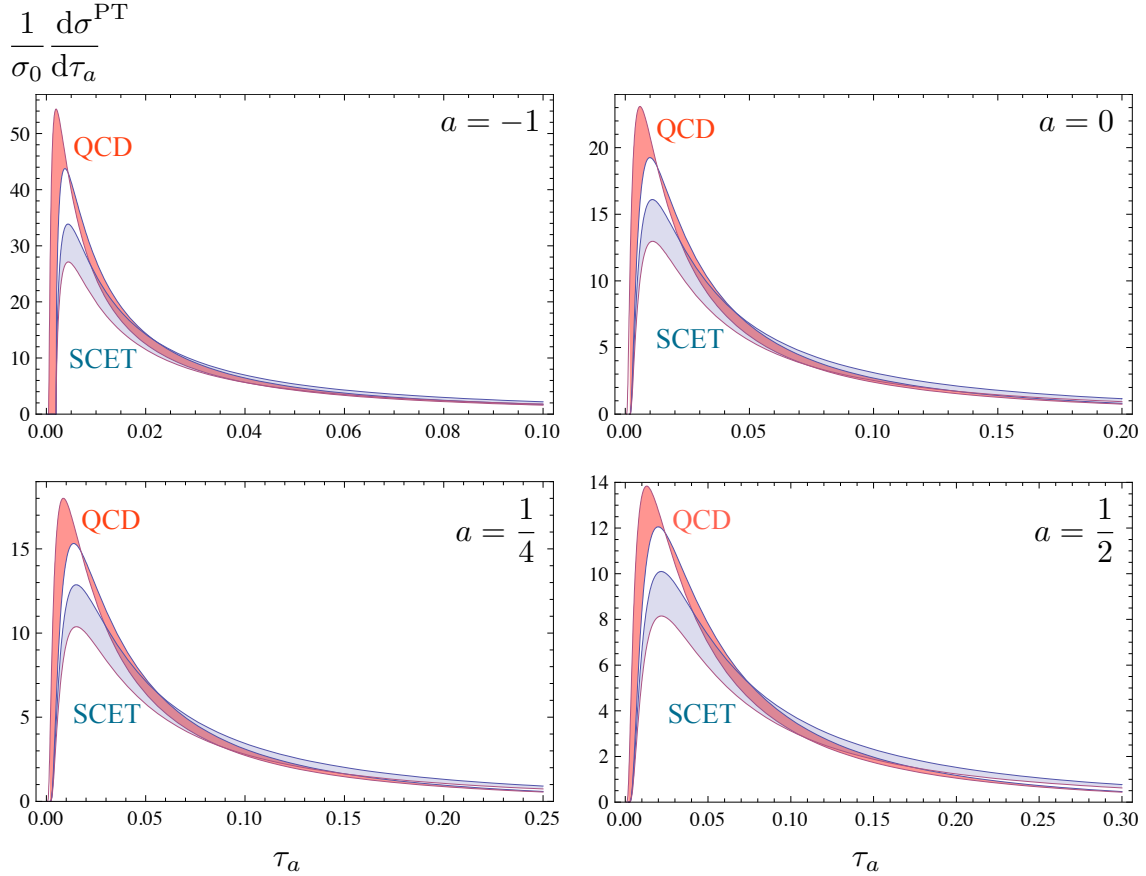 1/σ₀ dσᴾᵀ/dτₐ
a = −1
QCD
SCET
50
40
30
20
10
0
0.00 0.02 0.04 0.06 0.08 0.10
a = 0
QCD
SCET
20
15
10
5
0
0.00 0.05 0.10 0.15 0.20
a = 1/4
QCD
SCET
15
10
5
0
0.00 0.05 0.10 0.15 0.20 0.25
τₐ
a = 1/2
QCD
SCET
14
12
10
8
6
4
2
0
0.00 0.05 0.10 0.15 0.20 0.25 0.30
τₐ